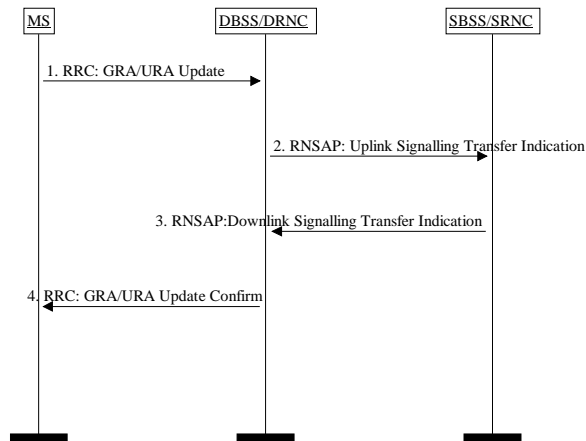 MS
DBSS/DRNC
SBSS/SRNC
1. RRC: GRA/URA Update
2. RNSAP: Uplink Signalling Transfer Indication
3. RNSAP:Downlink Signalling Transfer Indication
4. RRC: GRA/URA Update Confirm